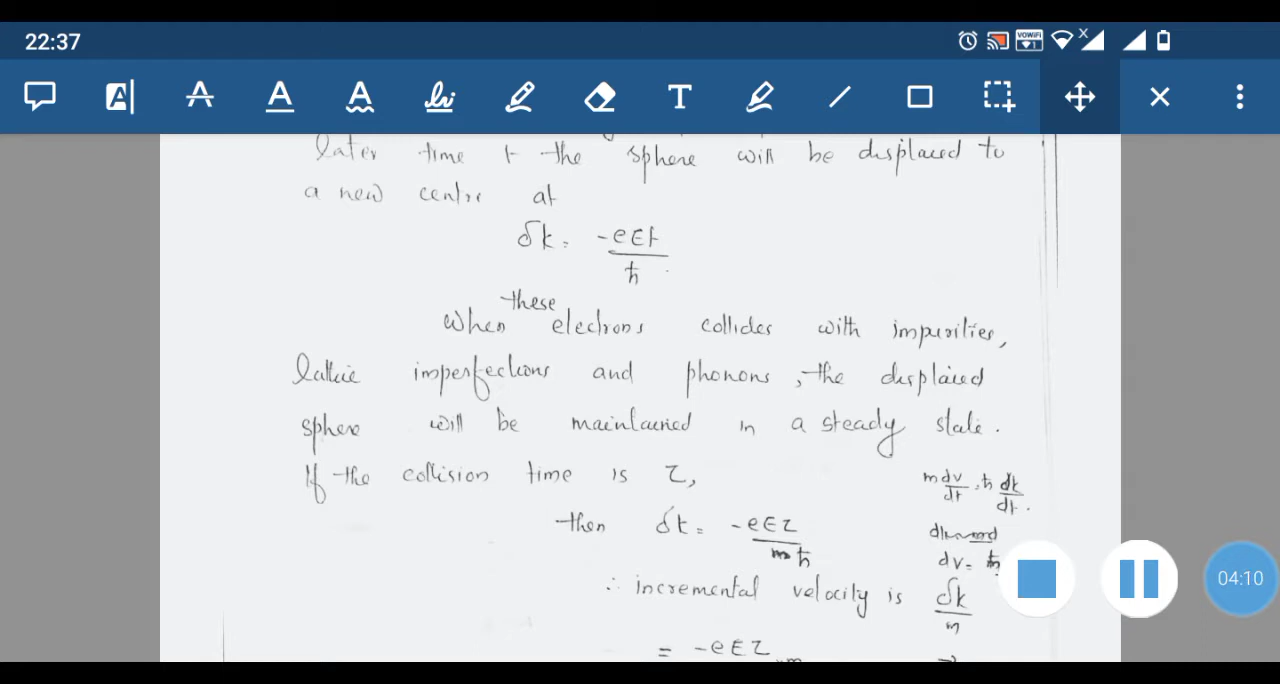 22:37
VoWiFi 1
X
A
A
A
A
T
later time t the sphere will be displaced to
a new centre at
δk = -eEt
ħ
these
When electrons collides with impurities,
lattice imperfections and phonons, the displaced
sphere will be maintained in a steady state.
If the collision time is τ,
m dv/dt = ħ dk/dt.
then δk = -eEτ
ħ
dv = ħ
∴ incremental velocity is δk
m
= -eEτ
04:10